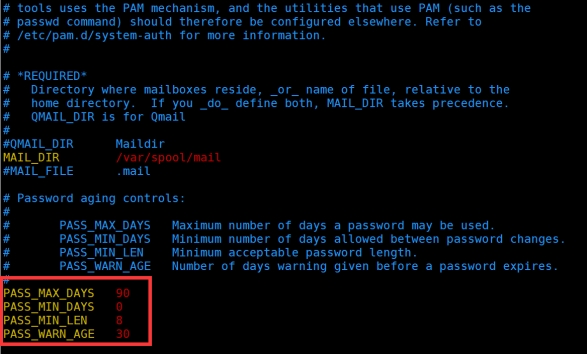 # tools uses the PAM mechanism, and the utilities that use PAM (such as the
# passwd command) should therefore be configured elsewhere. Refer to
# /etc/pam.d/system-auth for more information.
#
# *REQUIRED*
#   Directory where mailboxes reside, _or_ name of file, relative to the
#   home directory.  If you _do_ define both, MAIL_DIR takes precedence.
#   QMAIL_DIR is for Qmail
#
#QMAIL_DIR      Maildir
MAIL_DIR        /var/spool/mail
#MAIL_FILE      .mail
# Password aging controls:
#
#       PASS_MAX_DAYS   Maximum number of days a password may be used.
#       PASS_MIN_DAYS   Minimum number of days allowed between password changes.
#       PASS_MIN_LEN    Minimum acceptable password length.
#       PASS_WARN_AGE   Number of days warning given before a password expires.
#
PASS_MAX_DAYS   90
PASS_MIN_DAYS   0
PASS_MIN_LEN    8
PASS_WARN_AGE   30